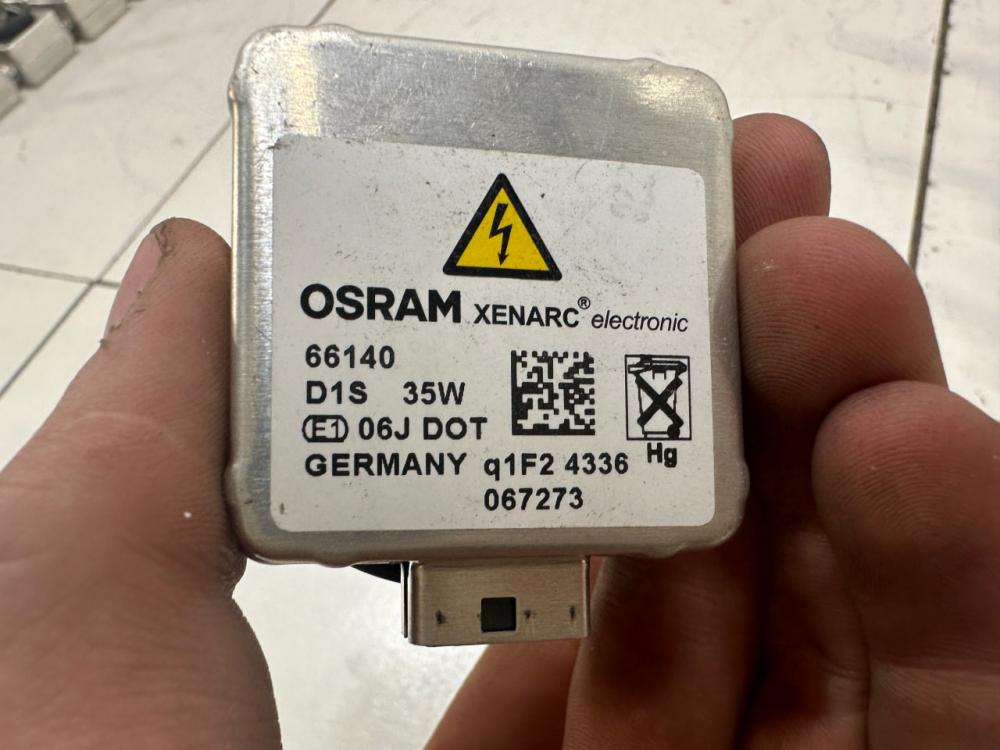 OSRAM XENARC® electronic
66140
D1S 35W
E1 06J DOT
GERMANY q1F2 4336
067273
Hg